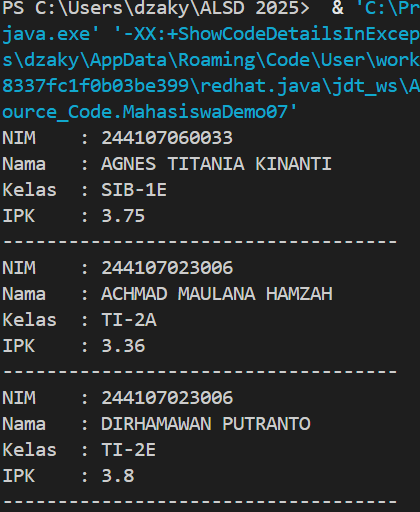 PS C:\Users\dzaky\ALSD 2025>  & 'C:\Pr
java.exe' '-XX:+ShowCodeDetailsInExcep
s\dzaky\AppData\Roaming\Code\User\work
8337fc1f0b03be399\redhat.java\jdt_ws\A
ource_Code.MahasiswaDemo07'
NIM    : 244107060033
Nama   : AGNES TITANIA KINANTI
Kelas  : SIB-1E
IPK    : 3.75
------------------------------------
NIM    : 244107023006
Nama   : ACHMAD MAULANA HAMZAH
Kelas  : TI-2A
IPK    : 3.36
------------------------------------
NIM    : 244107023006
Nama   : DIRHAMAWAN PUTRANTO
Kelas  : TI-2E
IPK    : 3.8
------------------------------------